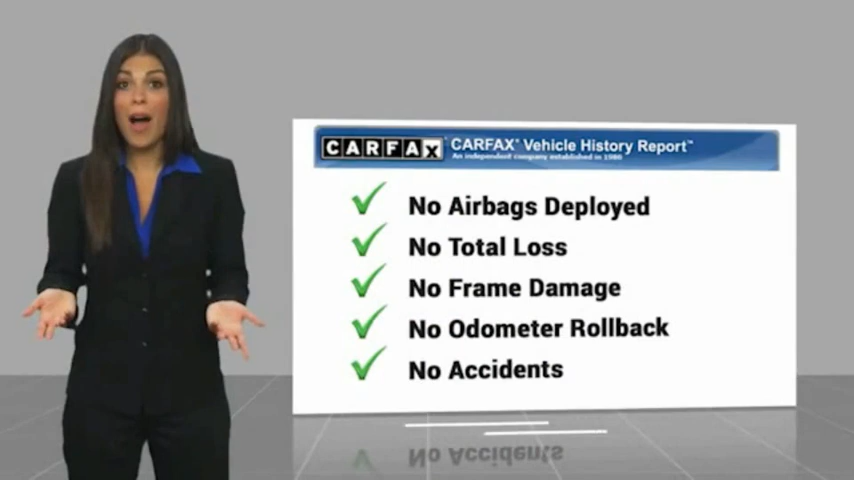 CARFAX CARFAX® Vehicle History Report™
An independent company established in 1986
No Airbags Deployed
No Total Loss
No Frame Damage
No Odometer Rollback
No Accidents
No Accidents